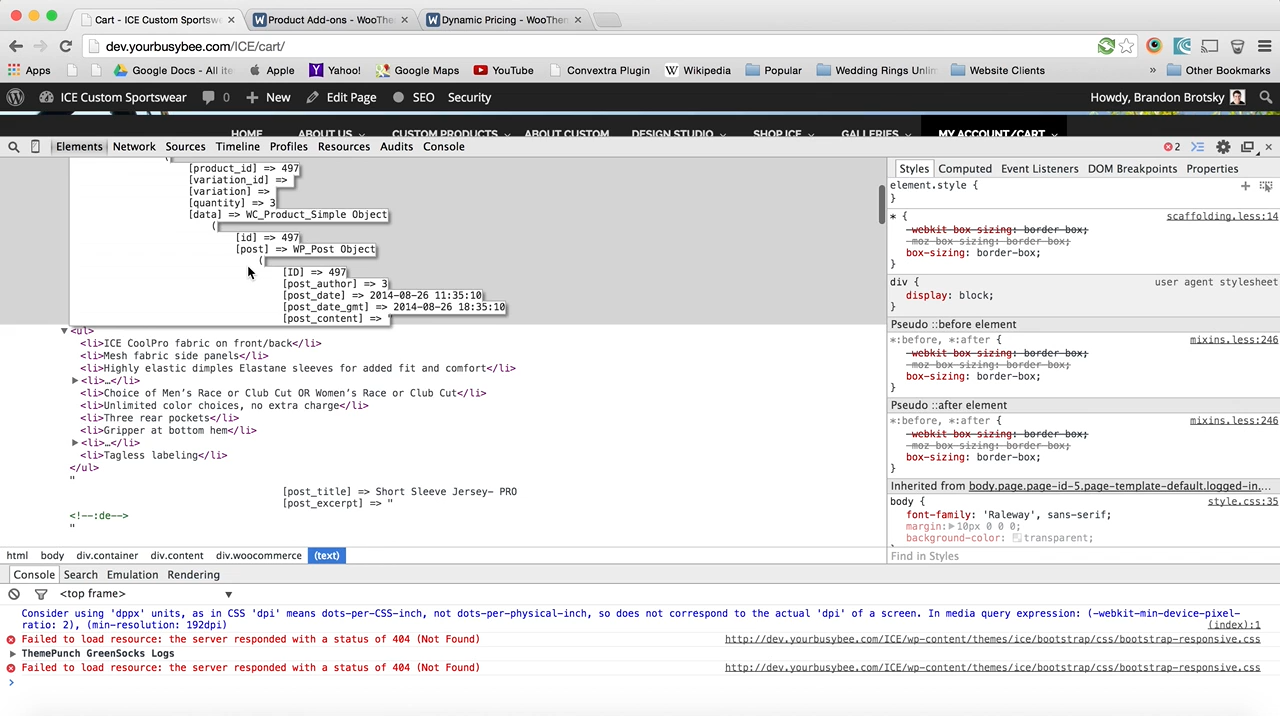 Cart - ICE Custom Sportswe
Product Add-ons - WooThe
Dynamic Pricing - WooThen
dev.yourbusybee.com/ICE/cart/
Apps
Google Docs - All ite
Apple
Yahoo!
Google Maps
YouTube
Convextra Plugin
Wikipedia
Popular
Wedding Rings Unlim
Website Clients
»
Other Bookmarks
ICE Custom Sportswear
0
New
Edit Page
SEO
Security
Howdy, Brandon Brotsky
HOME
ABOUT US
CUSTOM PRODUCTS
ABOUT CUSTOM
DESIGN STUDIO
SHOP ICE
GALLERIES
MY ACCOUNT/CART
Elements
Network
Sources
Timeline
Profiles
Resources
Audits
Console
2
(
[product_id] => 497
[variation_id] =>
[variation] =>
[quantity] => 3
[data] => WC_Product_Simple Object
(
[id] => 497
[post] => WP_Post Object
(
[ID] => 497
[post_author] => 3
[post_date] => 2014-08-26 11:35:10
[post_date_gmt] => 2014-08-26 18:35:10
[post_content] =>
<ul>
<li>ICE CoolPro fabric on front/back</li>
<li>Mesh fabric side panels</li>
<li>Highly elastic dimples Elastane sleeves for added fit and comfort</li>
<li>…</li>
<li>Choice of Men’s Race or Club Cut OR Women’s Race or Club Cut</li>
<li>Unlimited color choices, no extra charge</li>
<li>Three rear pockets</li>
<li>Gripper at bottom hem</li>
<li>…</li>
<li>Tagless labeling</li>
</ul>
"
[post_title] => Short Sleeve Jersey- PRO
[post_excerpt] => "
<!--:de-->
"
Styles
Computed
Event Listeners
DOM Breakpoints
Properties
element.style {
}
* {
scaffolding.less:14
-webkit-box-sizing: border-box;
-moz-box-sizing: border-box;
box-sizing: border-box;
}
div {
user agent stylesheet
display: block;
}
Pseudo ::before element
*:before, *:after {
mixins.less:246
-webkit-box-sizing: border-box;
-moz-box-sizing: border-box;
box-sizing: border-box;
}
Pseudo ::after element
*:before, *:after {
mixins.less:246
-webkit-box-sizing: border-box;
-moz-box-sizing: border-box;
box-sizing: border-box;
}
Inherited from body.page.page-id-5.page-template-default.logged-in.…
body {
style.css:35
font-family: 'Raleway', sans-serif;
margin: 10px 0 0 0;
background-color: transparent;
Find in Styles
html
body
div.container
div.content
div.woocommerce
(text)
Console
Search
Emulation
Rendering
<top frame>
Consider using 'dppx' units, as in CSS 'dpi' means dots-per-CSS-inch, not dots-per-physical-inch, so does not correspond to the actual 'dpi' of a screen. In media query expression: (-webkit-min-device-pixel-
ratio: 2), (min-resolution: 192dpi)
(index):1
Failed to load resource: the server responded with a status of 404 (Not Found)
http://dev.yourbusybee.com/ICE/wp-content/themes/ice/bootstrap/css/bootstrap-responsive.css
ThemePunch GreenSocks Logs
Failed to load resource: the server responded with a status of 404 (Not Found)
http://dev.yourbusybee.com/ICE/wp-content/themes/ice/bootstrap/css/bootstrap-responsive.css
>